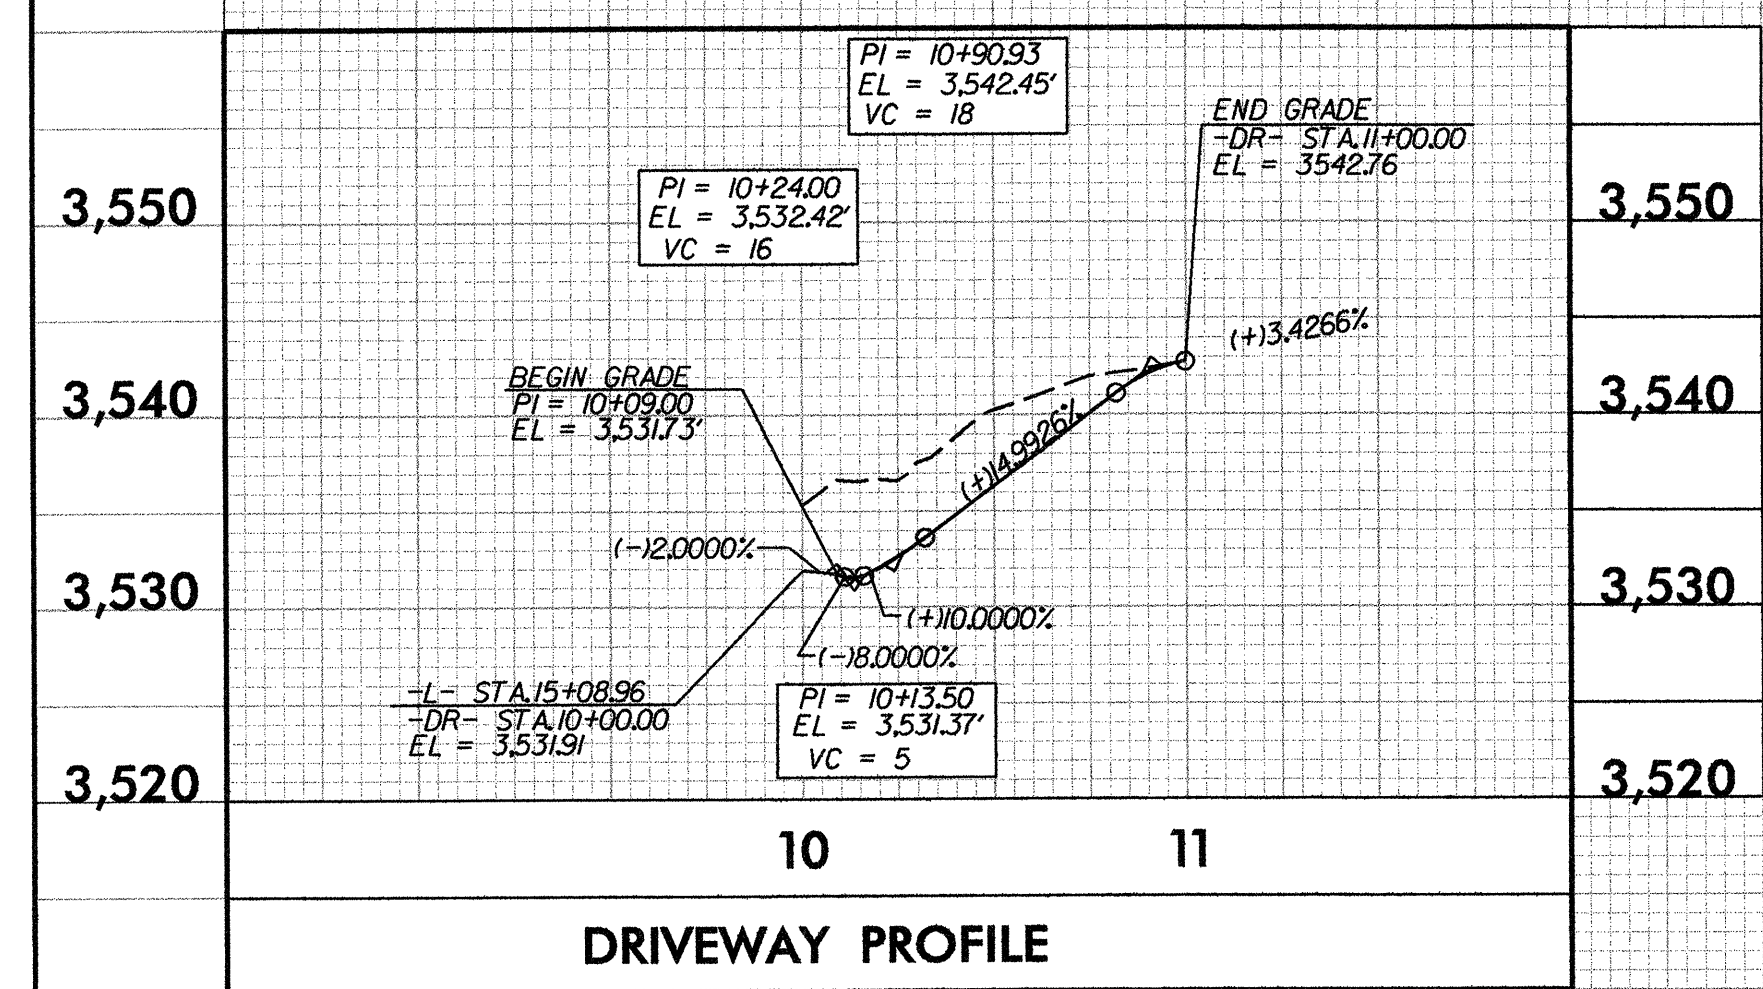 PI = 10+90.93
EL = 3,542.45'
VC = 18
END GRADE
-DR- STA.11+00.00
EL = 3542.76
PI = 10+24.00
EL = 3,532.42'
VC = 16
3,550
3,550
(+)3.4266%
BEGIN GRADE
PI = 10+09.00
EL = 3,531.73'
3,540
3,540
(+)14.9926%
(-)2.0000%
3,530
3,530
(+)10.0000%
(-)8.0000%
-L- STA.15+08.96
-DR- STA.10+00.00
EL = 3,531.91
PI = 10+13.50
EL = 3,531.37'
VC = 5
3,520
3,520
10
11
DRIVEWAY PROFILE